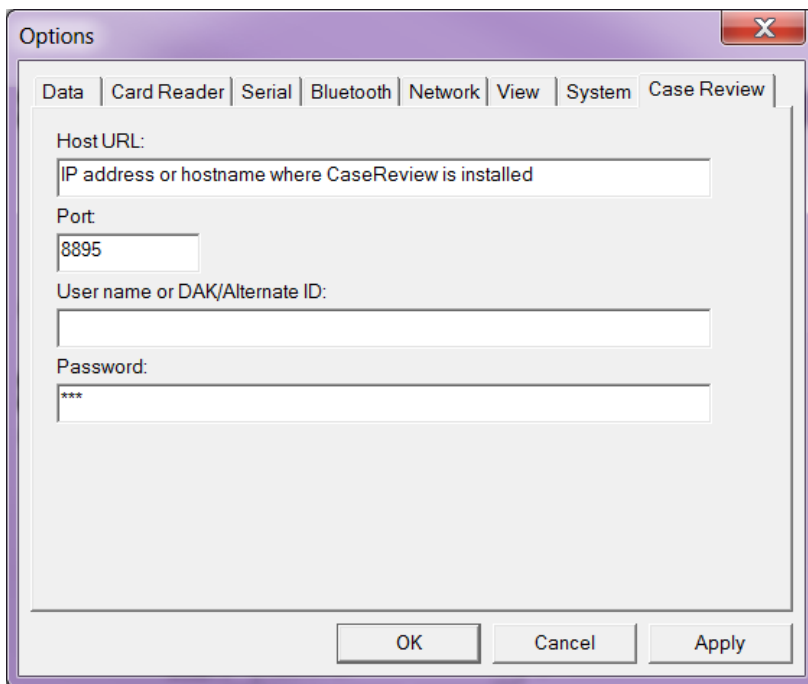 Options
Data Card Reader Serial Bluetooth Network View System Case Review
Host URL:
IP address or hostname where CaseReview is installed
Port:
8895
User name or DAK/Alternate ID:
Password:
***
OK Cancel Apply